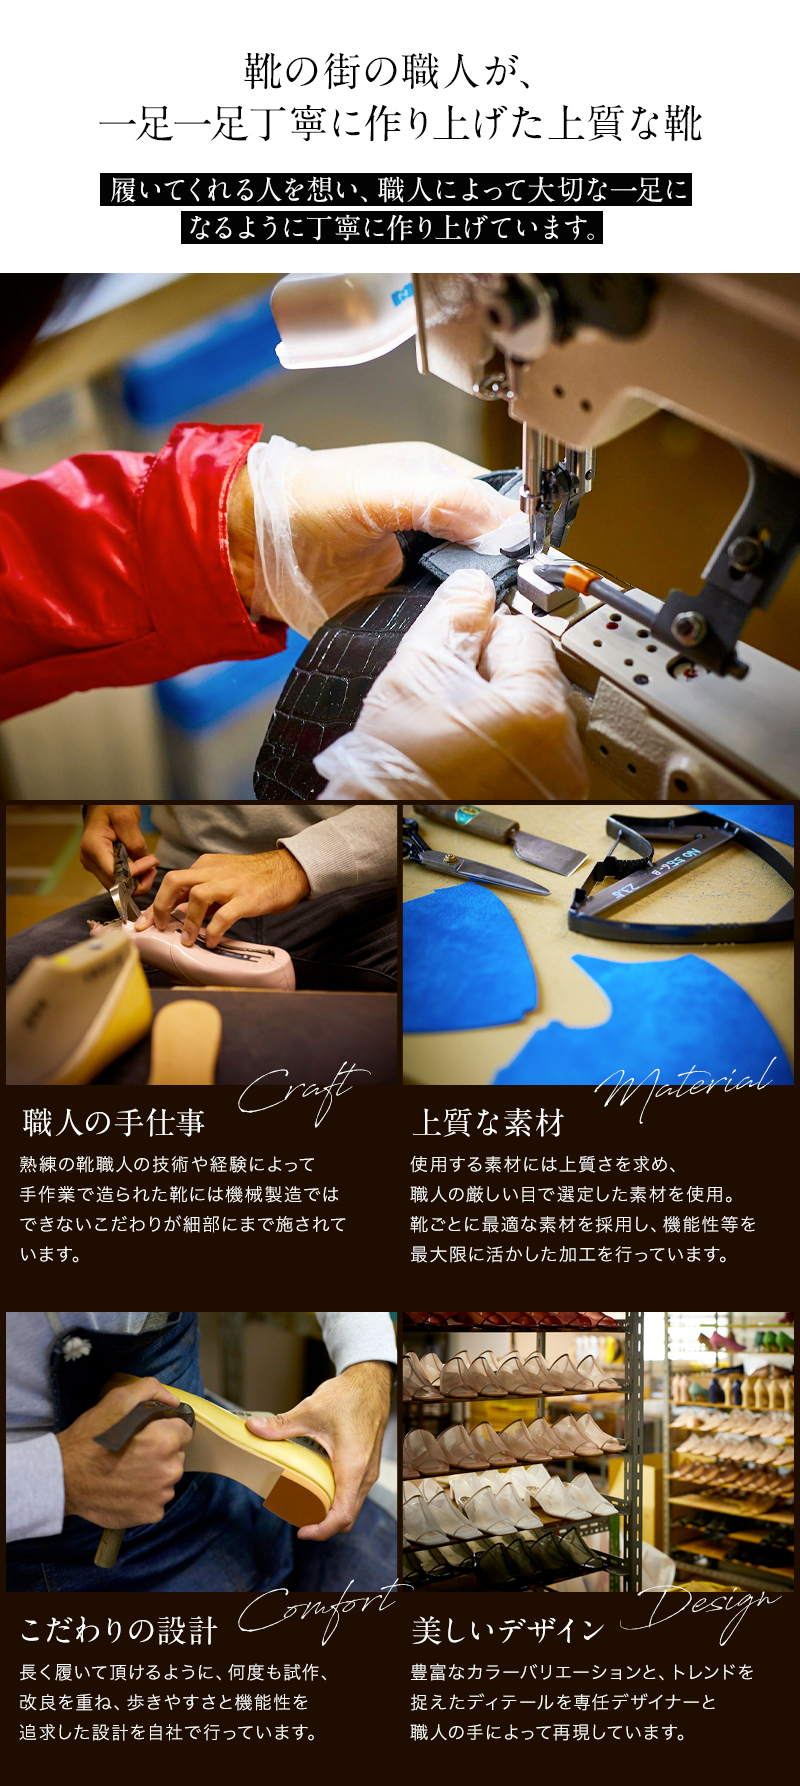 靴の街の職人が、
一足一足丁寧に作り上げた上質な靴
履いてくれる人を想い、職人によって大切な一足に
なるように丁寧に作り上げています。
NO SEG-8
Craft
職人の手仕事
熟練の靴職人の技術や経験によって
手作業で造られた靴には機械製造では
できないこだわりが細部にまで施されて
います。
Material
上質な素材
使用する素材には上質さを求め、
職人の厳しい目で選定した素材を使用。
靴ごとに最適な素材を採用し、機能性等を
最大限に活かした加工を行っています。
Comfort
こだわりの設計
長く履いて頂けるように、何度も試作、
改良を重ね、歩きやすさと機能性を
追求した設計を自社で行っています。
Design
美しいデザイン
豊富なカラーバリエーションと、トレンドを
捉えたディテールを専任デザイナーと
職人の手によって再現しています。